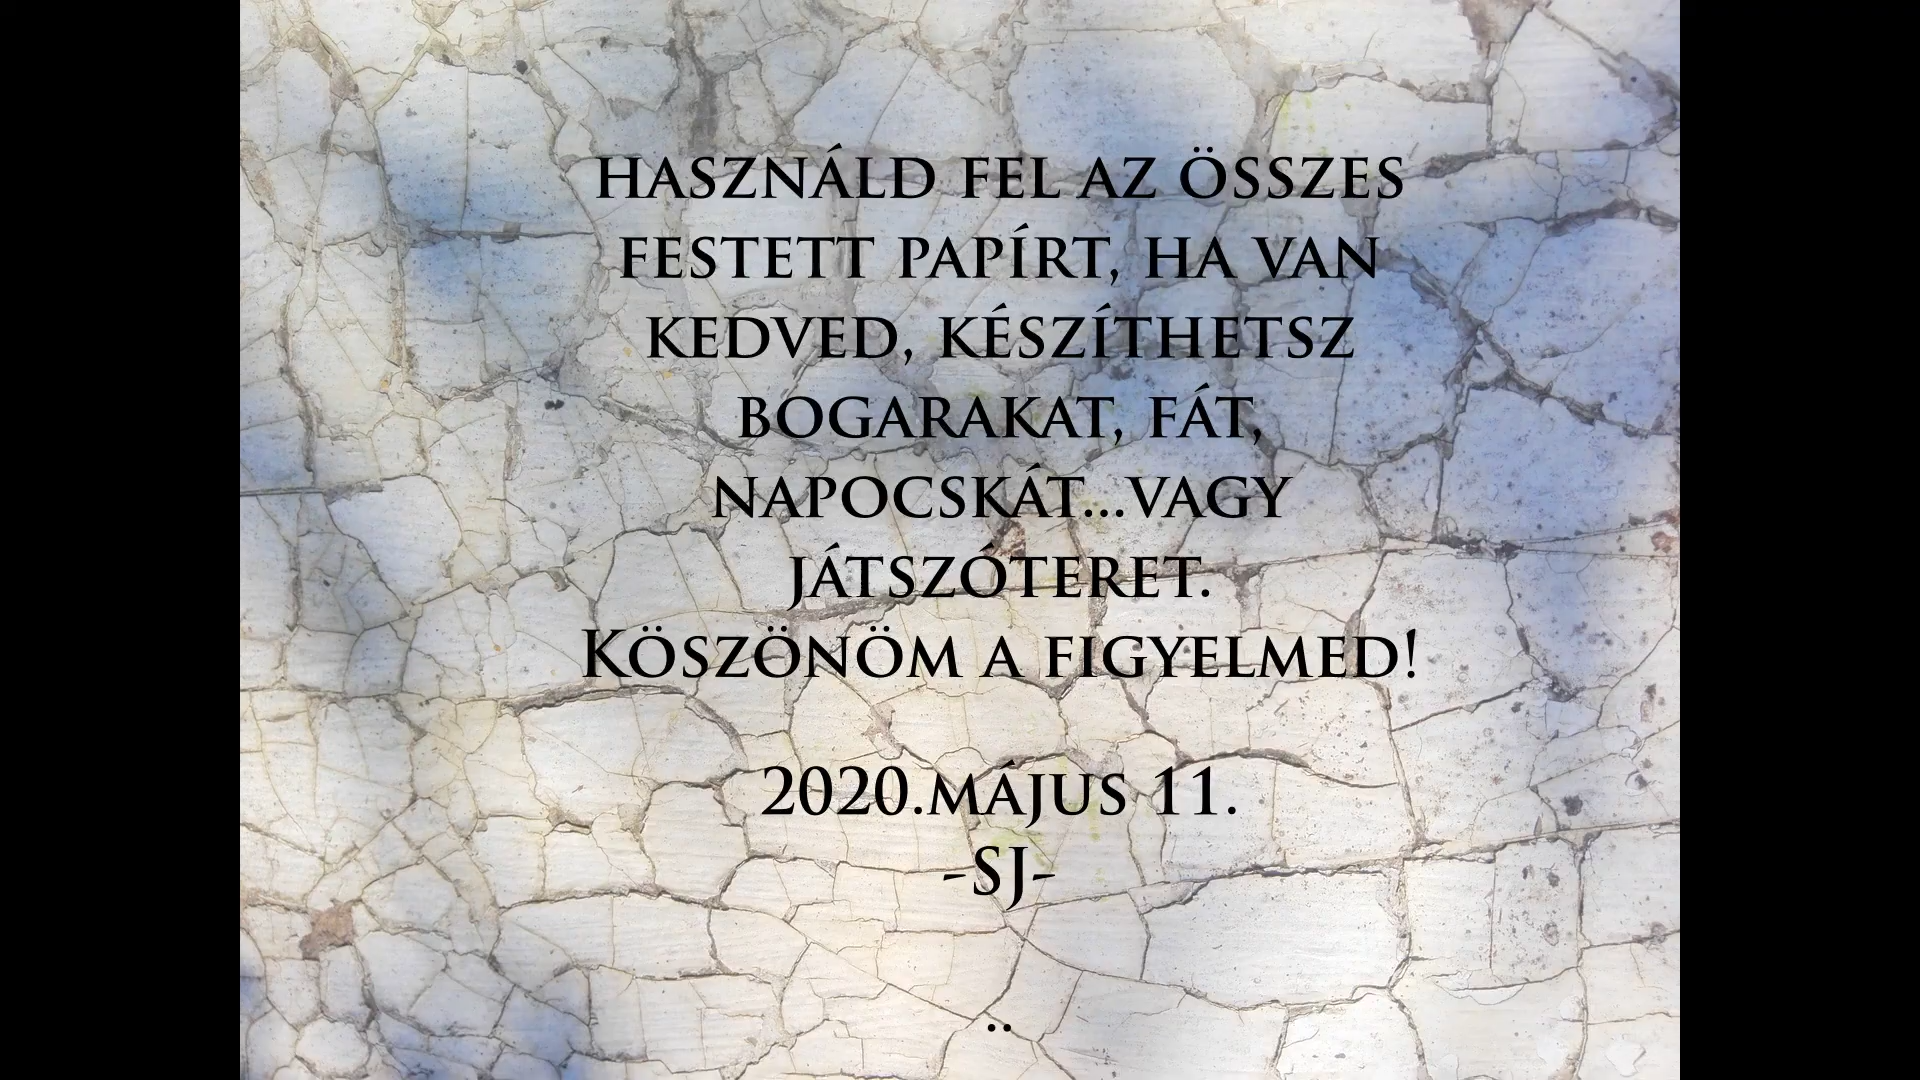 HASZNÁLD FEL AZ ÖSSZES
FESTETT PAPÍRT, HA VAN
KEDVED, KÉSZÍTHETSZ
BOGARAKAT, FÁT,
NAPOCSKÁT...VAGY
JÁTSZÓTERET.
KÖSZÖNÖM A FIGYELMED!
2020.MÁJUS 11.
-SJ-
..